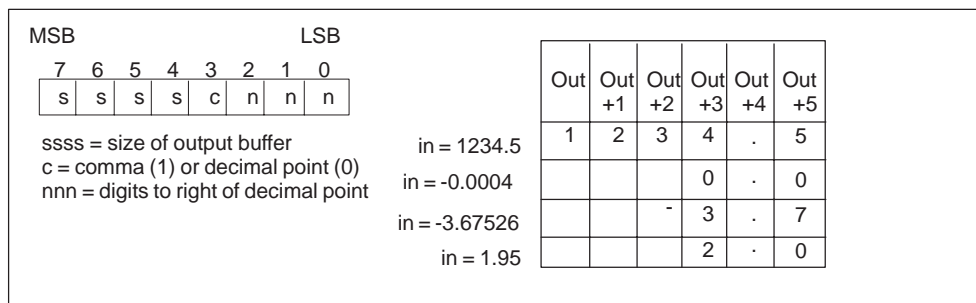 MSB LSB
7 6 5 4 3 2 1 0
s s s s c n n n
ssss = size of output buffer
c = comma (1) or decimal point (0)
nnn = digits to right of decimal point
Out Out +1 Out +2 Out +3 Out +4 Out +5
in = 1234.5 1 2 3 4 . 5
in = -0.0004 0 . 0
in = -3.67526 - 3 . 7
in = 1.95 2 . 0